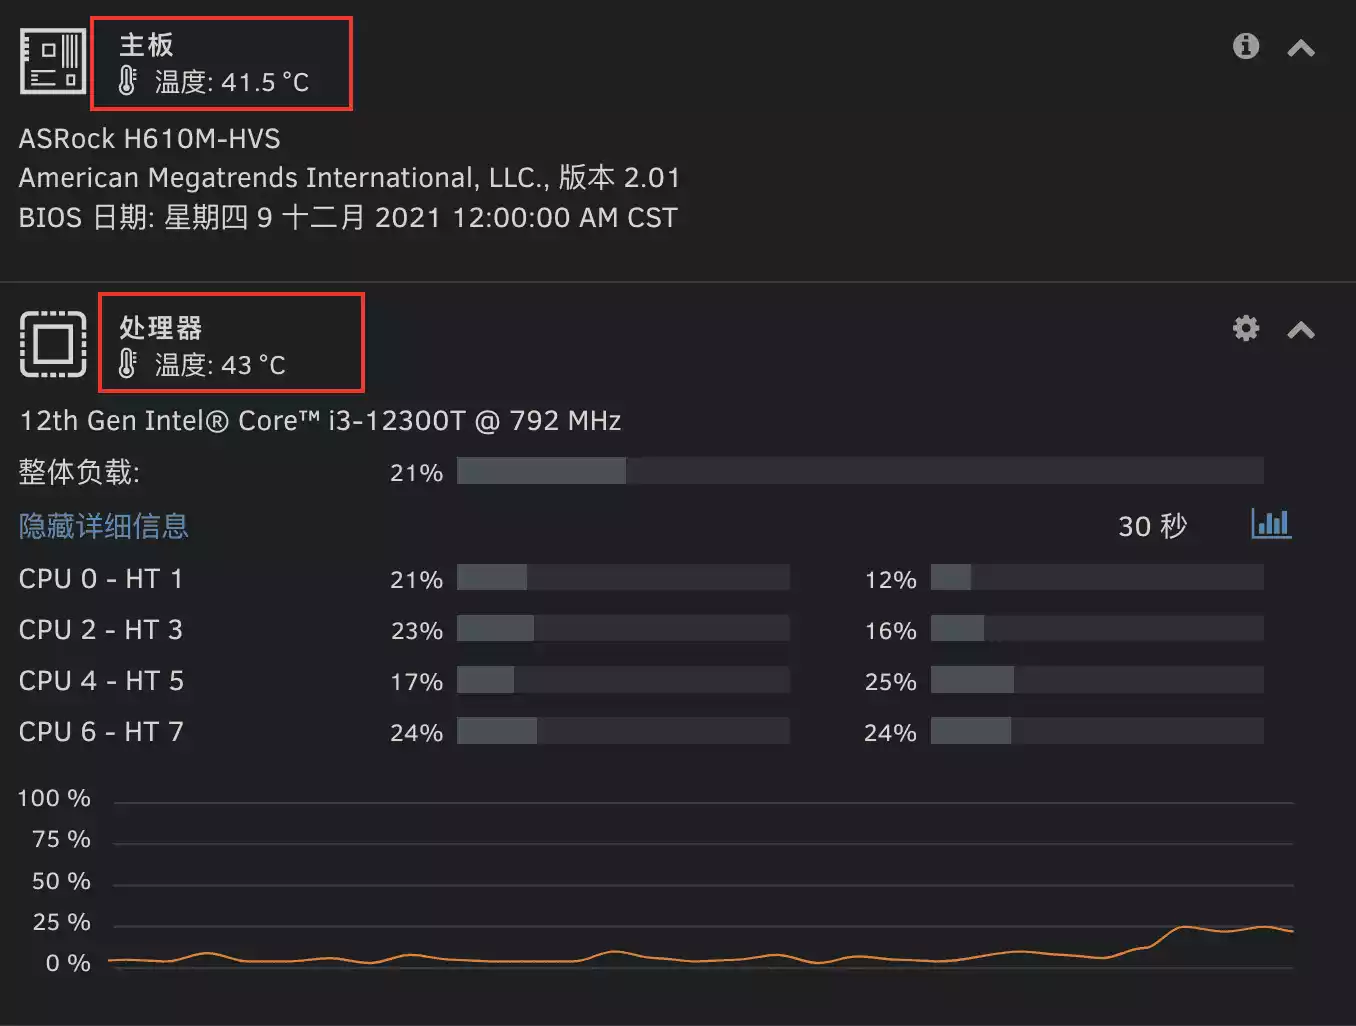 主板
温度: 41.5 °C
ASRock H610M-HVS
American Megatrends International, LLC., 版本 2.01
BIOS 日期: 星期四 9 十二月 2021 12:00:00 AM CST
处理器
温度: 43 °C
12th Gen Intel® Core™ i3-12300T @ 792 MHz
整体负载: 21%
隐藏详细信息 30 秒
CPU 0 - HT 1 21% 12%
CPU 2 - HT 3 23% 16%
CPU 4 - HT 5 17% 25%
CPU 6 - HT 7 24% 24%
100 %
75 %
50 %
25 %
0 %